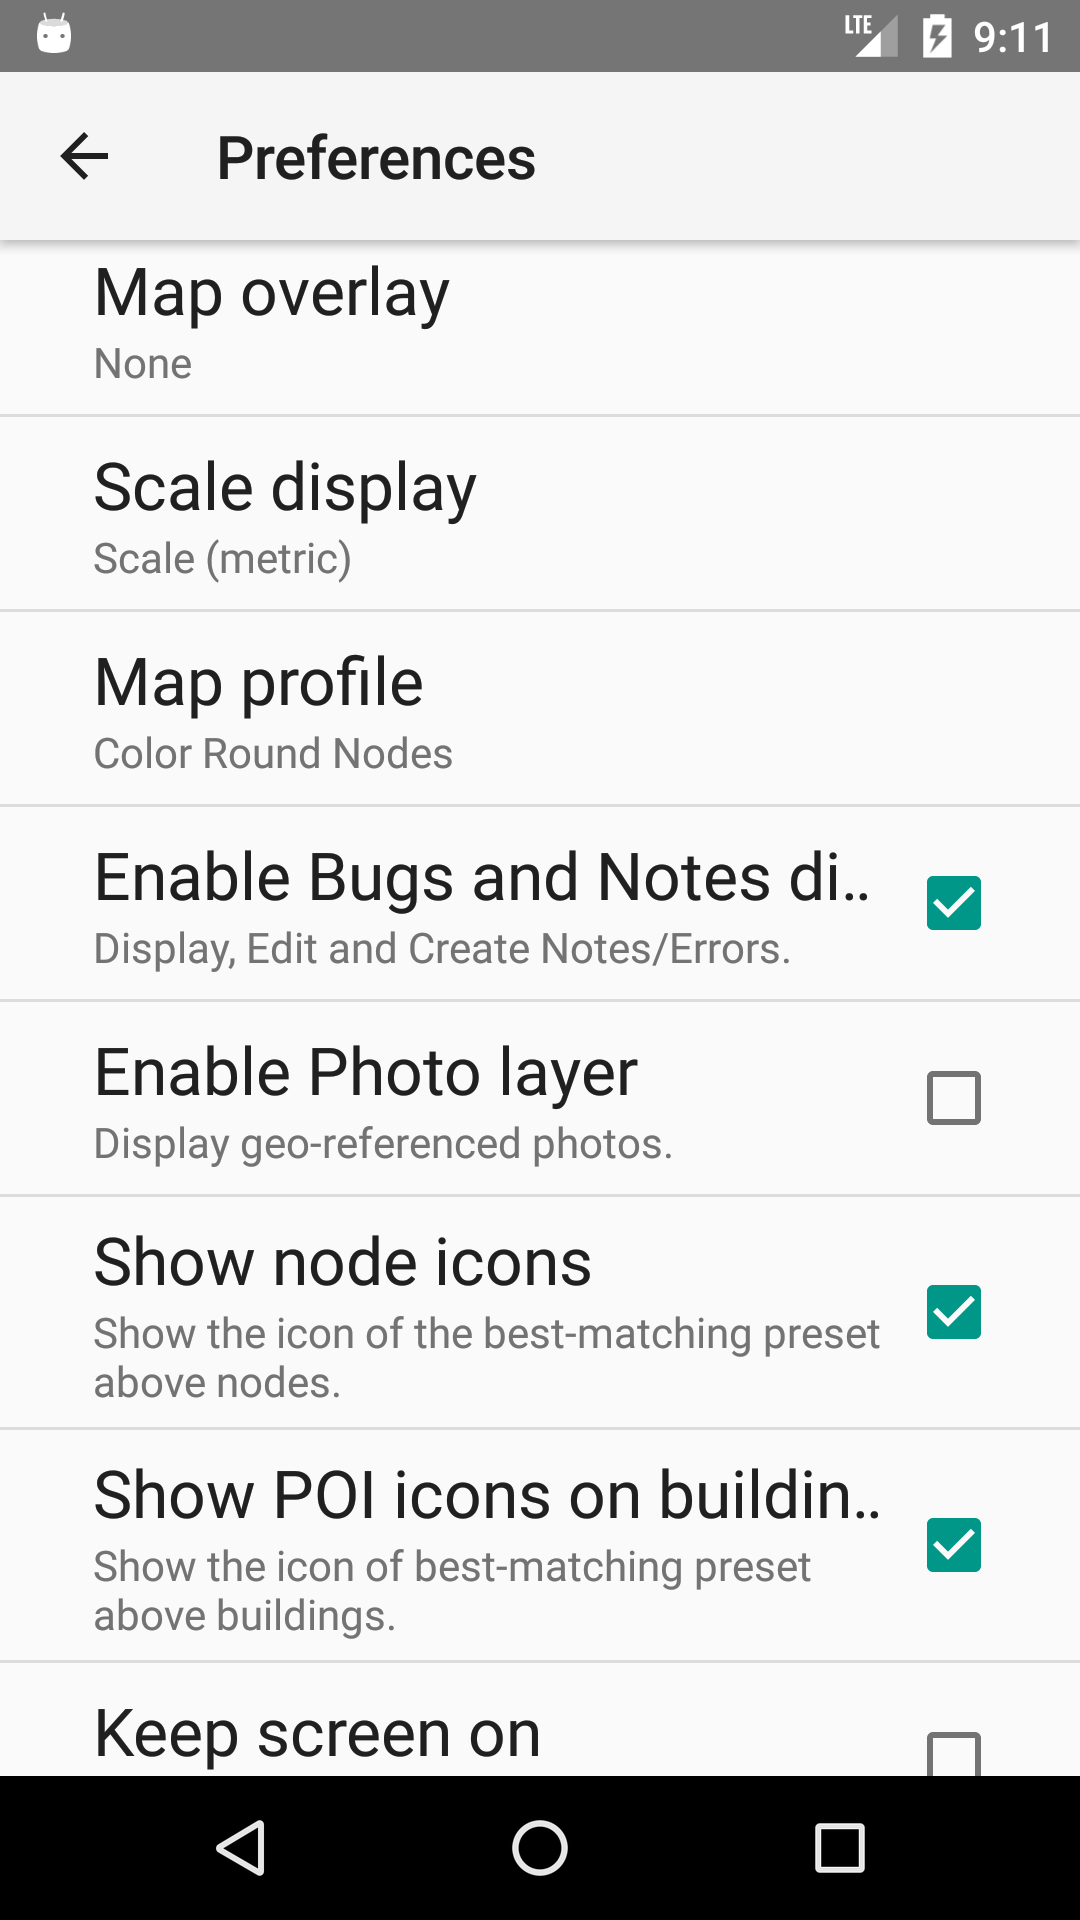 LTE 9:11
Preferences
Map overlay
None
Scale display
Scale (metric)
Map profile
Color Round Nodes
Enable Bugs and Notes di..
Display, Edit and Create Notes/Errors.
Enable Photo layer
Display geo-referenced photos.
Show node icons
Show the icon of the best-matching preset
above nodes.
Show POI icons on buildin..
Show the icon of best-matching preset
above buildings.
Keep screen on